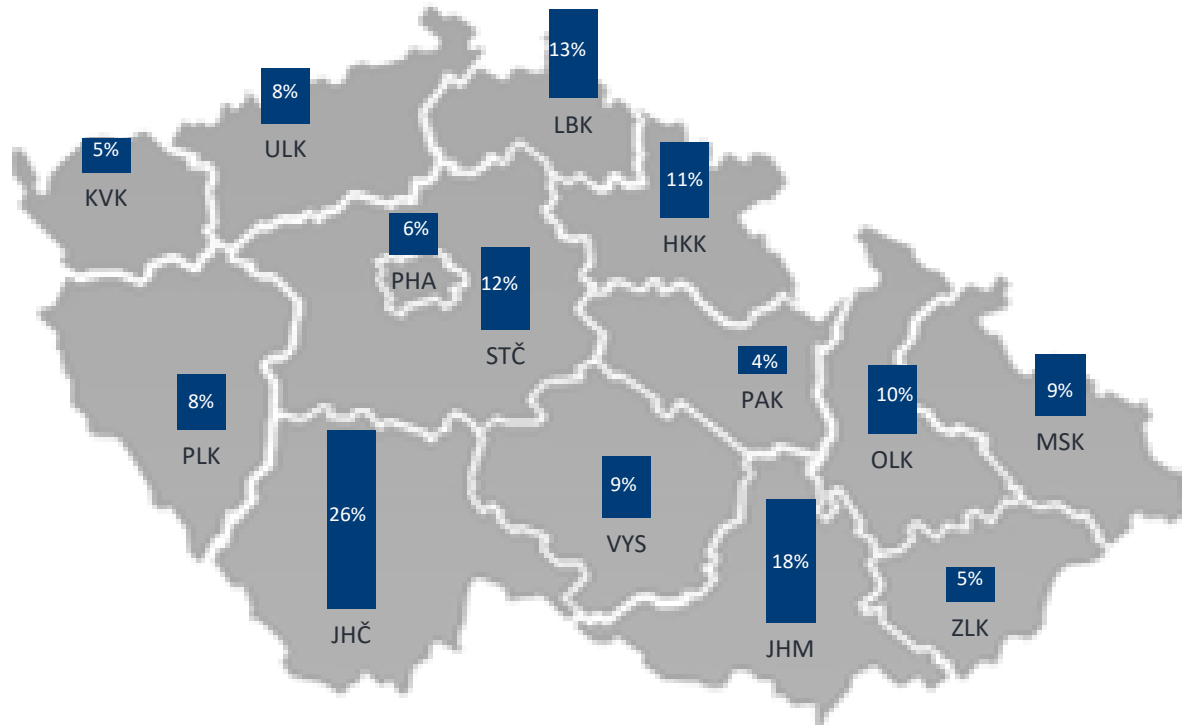 13%
LBK
8%
ULK
5%
KVK
11%
HKK
6%
PHA
12%
STČ
4%
PAK
10%
OLK
9%
MSK
8%
PLK
26%
JHČ
9%
VYS
18%
JHM
5%
ZLK